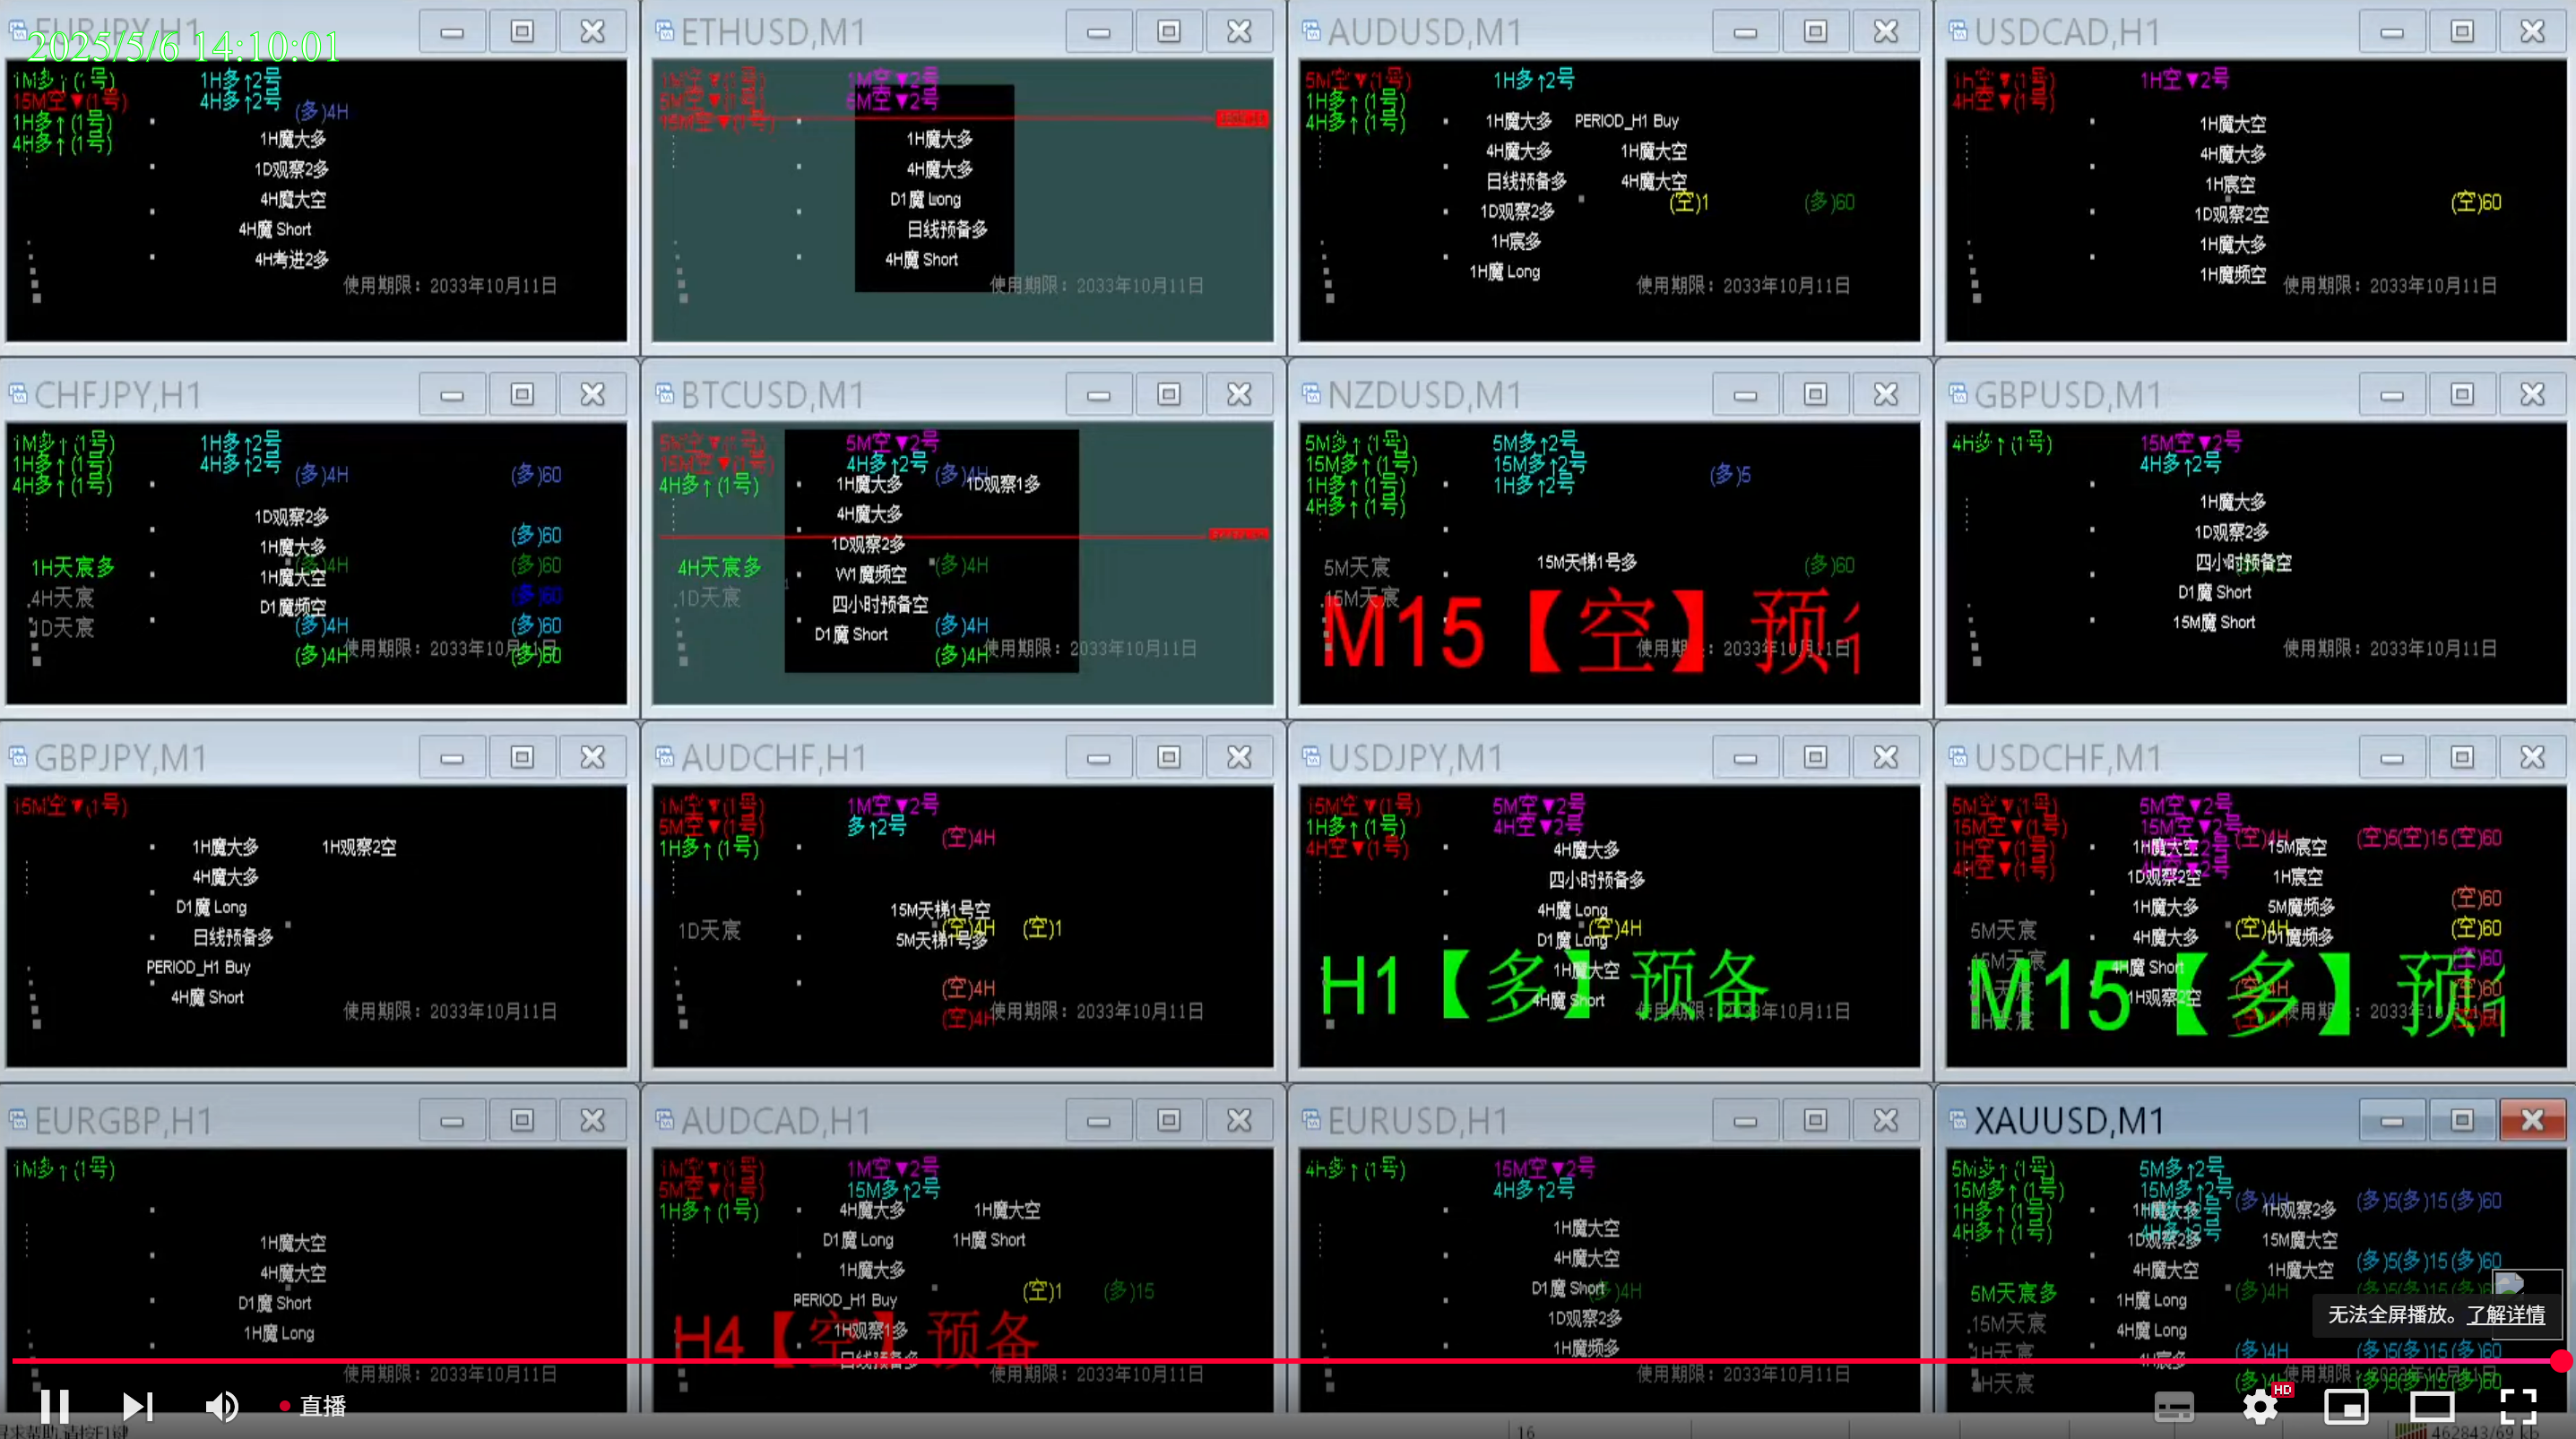 EURJPY,H1
2025/5/6 14:10:01
1M多↑(1号)
15M空▼(1号)
1H多↑(1号)
4H多↑(1号)
1H多↑2号
4H多↑2号
(多)4H
1H魔大多
1D观察2多
4H魔大空
4H魔 Short
4H考进2多
使用期限：2033年10月11日
ETHUSD,M1
1M空▼(1号)
5M空▼(1号)
15M空▼(1号)
1M空▼2号
5M空▼2号
1H魔大多
4H魔大多
D1魔 Long
日线预备多
4H魔 Short
使用期限：2033年10月11日
AUDUSD,M1
5M空▼(1号)
1H多↑(1号)
4H多↑(1号)
1H多↑2号
1H魔大多 PERIOD_H1 Buy
4H魔大多 1H魔大空
日线预备多 4H魔大空
(空)1 (多)60
1D观察2多
1H宸多
1H魔 Long
使用期限：2033年10月11日
USDCAD,H1
1H空▼(1号)
4H空▼(1号)
1H空▼2号
1H魔大空
4H魔大多
1H宸空
(空)60
1D观察2空
1H魔大多
1H魔频空
使用期限：2033年10月11日
CHFJPY,H1
1M多↑(1号)
1H多↑(1号)
4H多↑(1号)
1H多↑2号
4H多↑2号
(多)4H (多)60
1D观察2多
(多)60
1H魔大多
1H天宸多
(多)4H (多)60
1H魔大空
4H天宸
(多)60
D1魔频空
1D天宸
(多)4H (多)60
(多)4H (多)60
使用期限：2033年10月11日
BTCUSD,M1
5M空▼(1号)
15M空▼(1号)
4H多↑(1号)
5M空▼2号
4H多↑2号
(多)4H
1H魔大多 1D观察1多
4H魔大多
1D观察2多
4H天宸多
(多)4H
W1魔频空
1D天宸
四小时预备空
D1魔 Short
(多)4H
(多)4H
使用期限：2033年10月11日
NZDUSD,M1
5M多↑(1号)
15M多↑(1号)
1H多↑(1号)
4H多↑(1号)
5M多↑2号
15M多↑2号
1H多↑2号
(多)5
15M天梯1号多
5M天宸
(多)60
15M天宸
M15【空】预
使用期限：2033年10月11日
GBPUSD,M1
4H多↑(1号)
15M空▼2号
4H多↑2号
1H魔大多
1D观察2多
四小时预备空
D1魔 Short
15M魔 Short
使用期限：2033年10月11日
GBPJPY,M1
15M空▼(1号)
1H魔大多 1H观察2空
4H魔大多
D1魔 Long
日线预备多
PERIOD_H1 Buy
4H魔 Short
使用期限：2033年10月11日
AUDCHF,H1
1M空▼(1号)
5M空▼(1号)
1H多↑(1号)
1M空▼2号
多↑2号
(空)4H
15M天梯1号空
1D天宸
(空)4H (空)1
5M天梯1号多
(空)4H
(空)4H
使用期限：2033年10月11日
USDJPY,M1
15M空▼(1号)
1H多↑(1号)
4H空▼(1号)
5M空▼2号
4H空▼2号
4H魔大多
四小时预备多
4H魔 Long
(空)4H
D1魔 Long
1H魔大空
H1【多】预备
4H魔 Short
使用期限：2033年10月11日
USDCHF,M1
5M空▼(1号)
15M空▼(1号)
1H空▼(1号)
4H空▼(1号)
5M空▼2号
15M空▼2号
4H空▼2号
(空)4H (空)5(空)15(空)60
1H魔大空 15M宸空
1D观察2空 1H宸空
(空)60
1H魔大多 5M魔频多
5M天宸
(空)4H (空)60
4H魔大多 D1魔频多
15M天宸
(空)60
4H魔 Short
M15【多】预
(空)4H (空)60
1H观察2空
使用期限：2033年10月11日
EURGBP,H1
1M多↑(1号)
1H魔大空
4H魔大空
D1魔 Short
1H魔 Long
使用期限：2033年10月11日
AUDCAD,H1
1M空▼(1号)
5M空▼(1号)
1H多↑(1号)
1M空▼2号
15M多↑2号
4H魔大多 1H魔大空
D1魔 Long 1H魔 Short
1H魔大多
(空)1 (多)15
PERIOD_H1 Buy
1H观察1多
H4【空】预备
日线预备多
使用期限：2033年10月11日
EURUSD,H1
4H多↑(1号)
15M空▼2号
4H多↑2号
1H魔大空
4H魔大空
D1魔 Short
)4H
1D观察2多
1H魔频多
使用期限：2033年10月11日
XAUUSD,M1
5M多↑(1号)
15M多↑(1号)
1H多↑(1号)
4H多↑(1号)
5M多↑2号
15M多↑2号
4H多↑2号
(多)4H (多)5(多)15(多)60
1H魔大多 1H观察2多
1D观察2多 15M魔大空
(多)5(多)15(多)60
4H魔大空 1H魔大空
5M天宸多
(多)4H (多)5(多)15(多)60
1H魔 Long
15M天宸
4H魔 Long
1H天宸
(多)4H (多)5(多)15(多)60
4H宸多
4H天宸
使用期限：2033年10月11日
无法全屏播放。了解详情
直播
HD
16
462843/69 kb